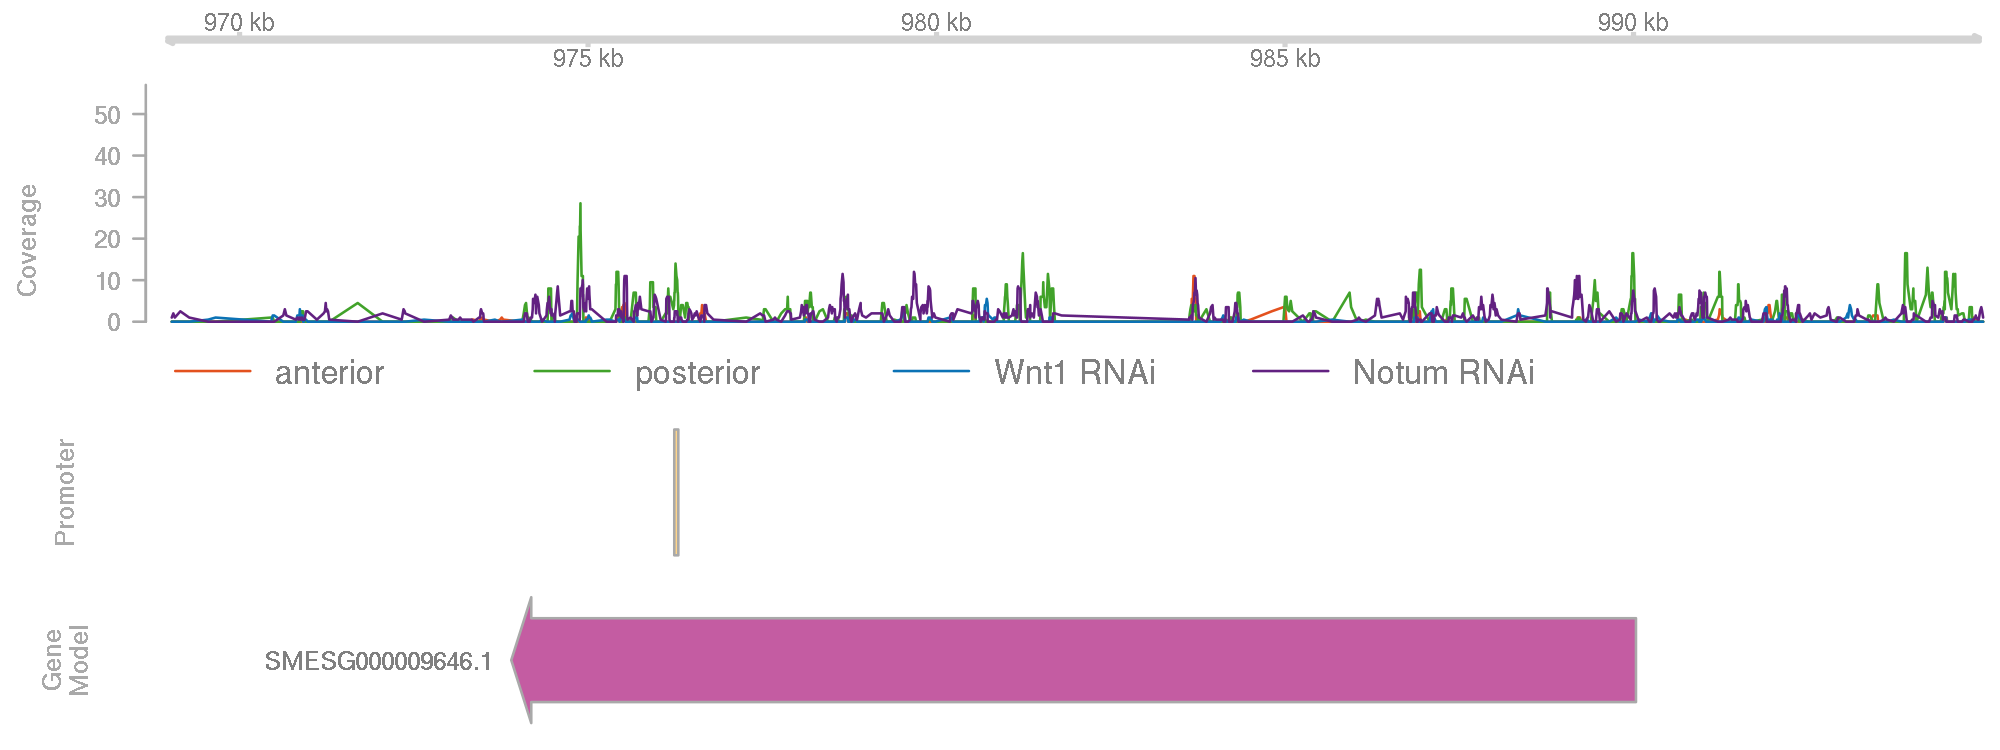 970 kb 980 kb 990 kb
975 kb 985 kb
Coverage
50
40
30
20
10
0
anterior posterior Wnt1 RNAi Notum RNAi
Promoter
Gene
Model
SMESG000009646.1